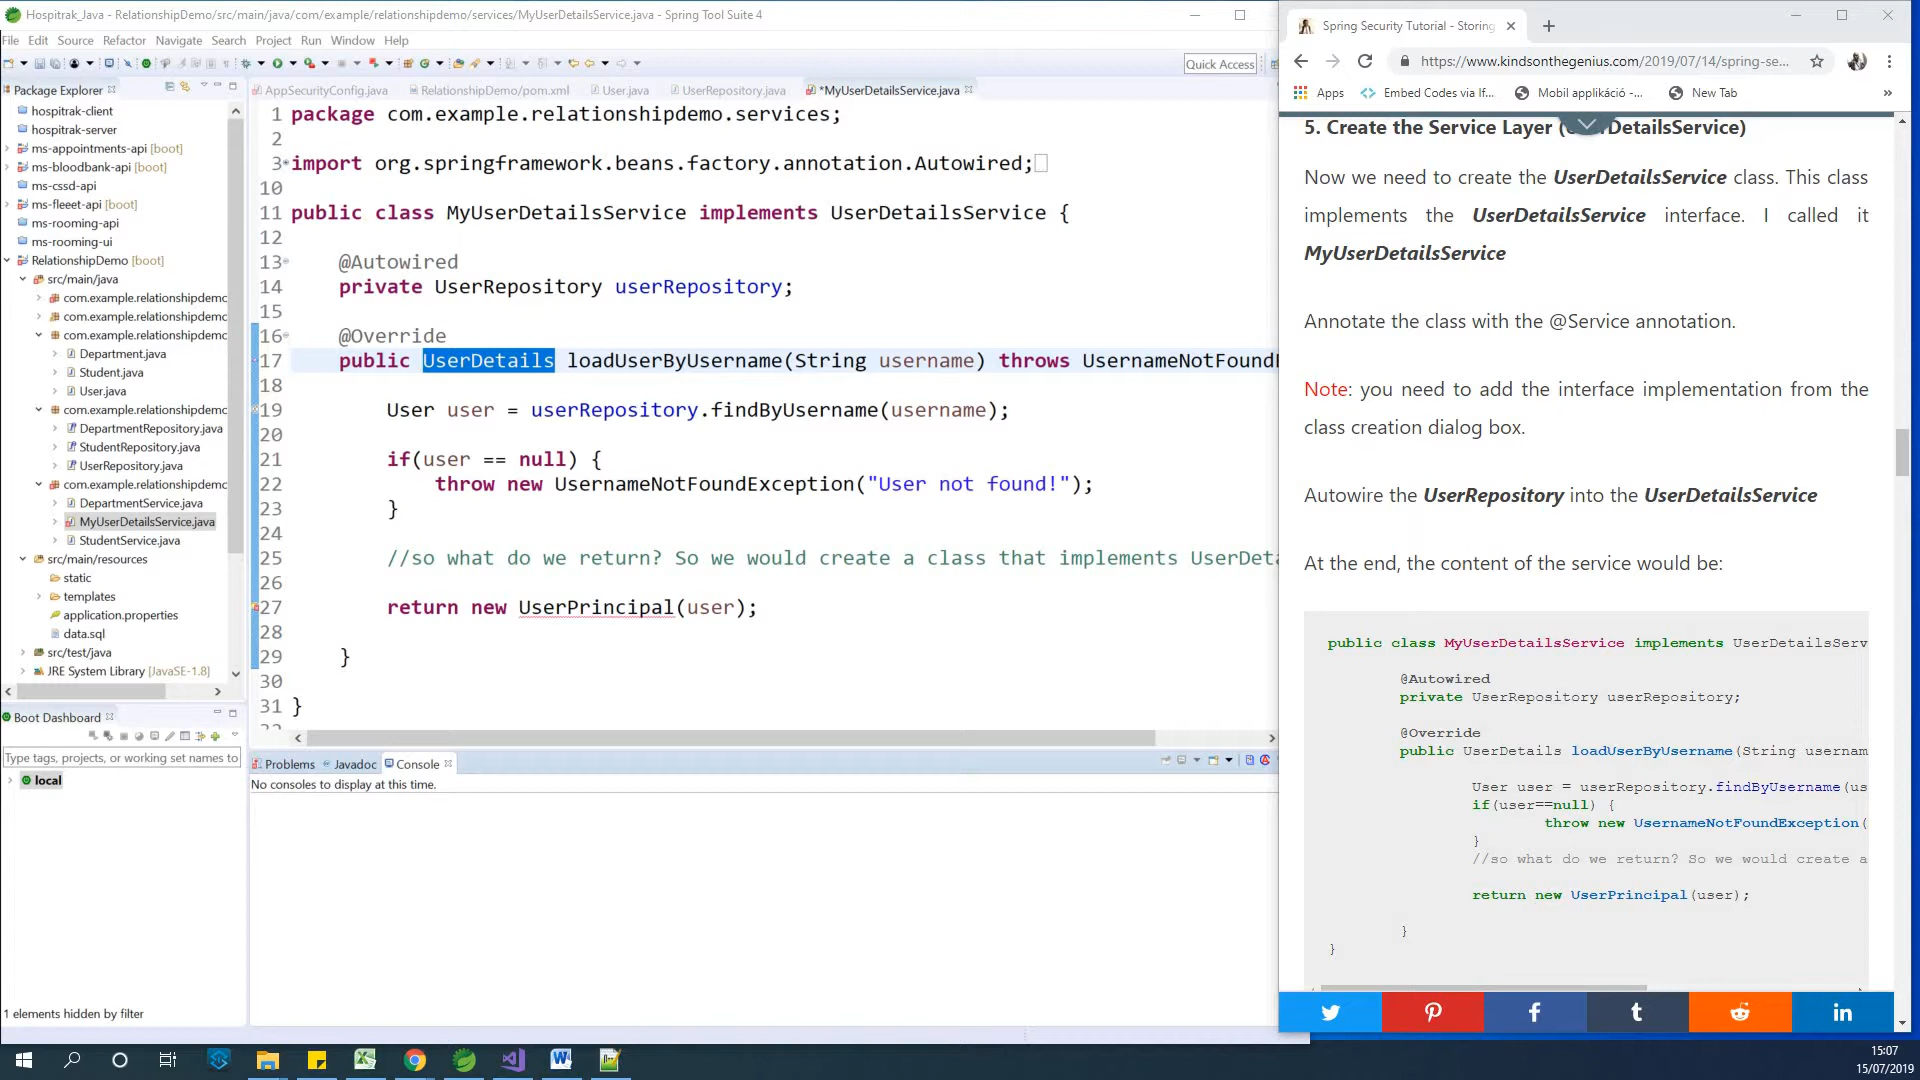 Hospitrak_Java - RelationshipDemo/src/main/java/com/example/relationshipdemo/services/MyUserDetailsService.java - Spring Tool Suite 4
File Edit Source Refactor Navigate Search Project Run Window Help
Quick Access
Package Explorer
hospitrak-client
hospitrak-server
ms-appointments-api [boot]
ms-bloodbank-api [boot]
ms-cssd-api
ms-fleeet-api [boot]
ms-rooming-api
ms-rooming-ui
RelationshipDemo [boot]
src/main/java
com.example.relationshipdemo
com.example.relationshipdemo
com.example.relationshipdemo
Department.java
Student.java
User.java
com.example.relationshipdemo
DepartmentRepository.java
StudentRepository.java
UserRepository.java
com.example.relationshipdemo
DepartmentService.java
MyUserDetailsService.java
StudentService.java
src/main/resources
static
templates
application.properties
data.sql
src/test/java
JRE System Library [JavaSE-1.8]
Boot Dashboard
Type tags, projects, or working set names to
local
1 elements hidden by filter
AppSecurityConfig.java RelationshipDemo/pom.xml User.java UserRepository.java *MyUserDetailsService.java
1 package com.example.relationshipdemo.services;
2
3 import org.springframework.beans.factory.annotation.Autowired;
10
11 public class MyUserDetailsService implements UserDetailsService {
12
13 @Autowired
14 private UserRepository userRepository;
15
16 @Override
17 public UserDetails loadUserByUsername(String username) throws UsernameNotFoundE
18
19 User user = userRepository.findByUsername(username);
20
21 if(user == null) {
22 throw new UsernameNotFoundException("User not found!");
23 }
24
25 //so what do we return? So we would create a class that implements UserDeta
26
27 return new UserPrincipal(user);
28
29 }
30
31 }
Problems Javadoc Console
No consoles to display at this time.
Spring Security Tutorial - Storing
https://www.kindsonthegenius.com/2019/07/14/spring-se...
Apps Embed Codes via If... Mobil applikáció -... New Tab »
5. Create the Service Layer (UserDetailsService)
Now we need to create the UserDetailsService class. This class
implements the UserDetailsService interface. I called it
MyUserDetailsService
Annotate the class with the @Service annotation.
Note: you need to add the interface implementation from the
class creation dialog box.
Autowire the UserRepository into the UserDetailsService
At the end, the content of the service would be:
public class MyUserDetailsService implements UserDetailsServ
@Autowired
private UserRepository userRepository;
@Override
public UserDetails loadUserByUsername(String usernam
User user = userRepository.findByUsername(us
if(user==null) {
throw new UsernameNotFoundException(
}
//so what do we return? So we would create a
return new UserPrincipal(user);
}
}
15:07
15/07/2019